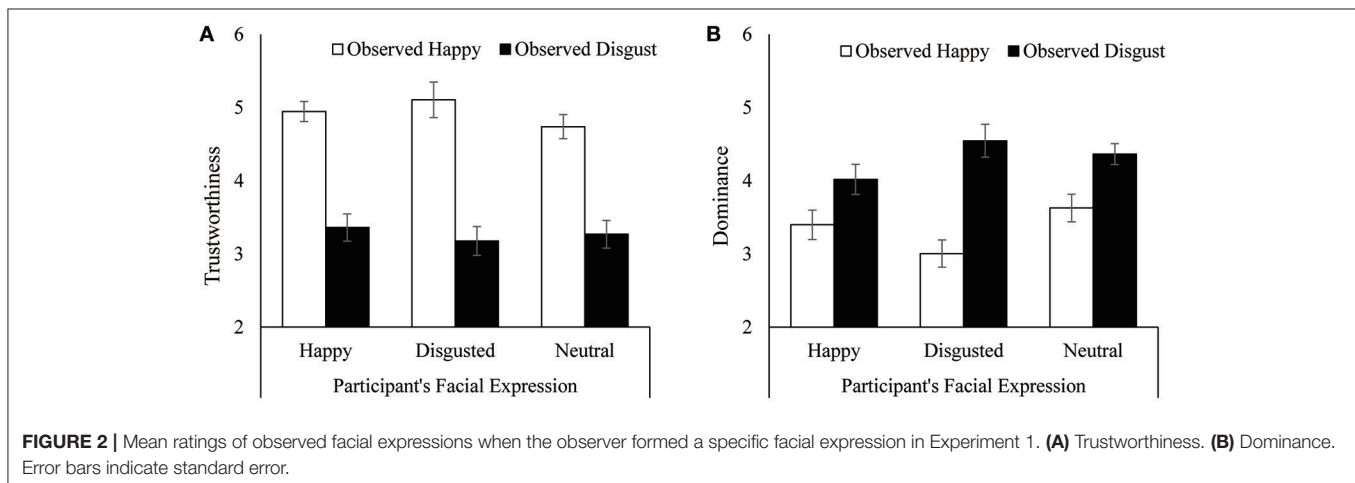 A
6
5
4
3
2
Trustworthiness
Observed Happy
Observed Disgust
Happy
Disgusted
Neutral
Participant's Facial Expression
B
6
5
4
3
2
Dominance
Observed Happy
Observed Disgust
Happy
Disgusted
Neutral
Participant's Facial Expression
FIGURE 2 | Mean ratings of observed facial expressions when the observer formed a specific facial expression in Experiment 1. (A) Trustworthiness. (B) Dominance.
Error bars indicate standard error.